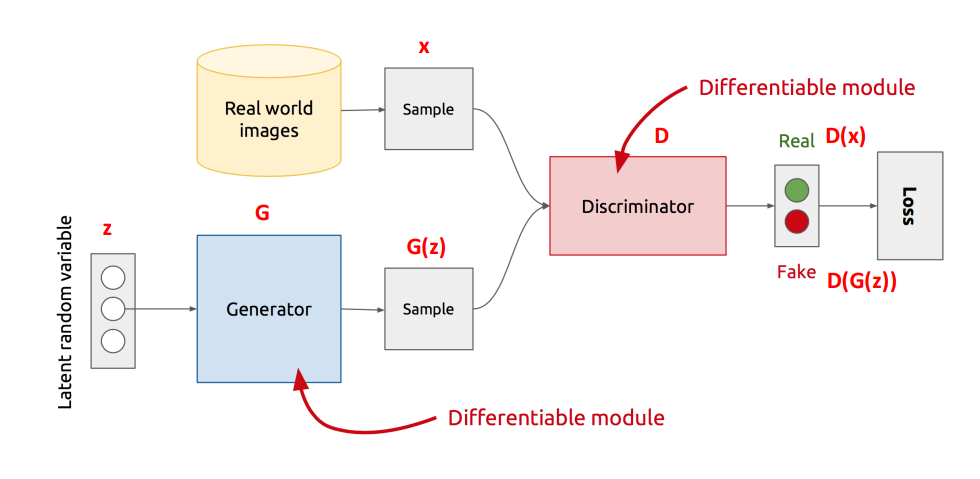 x
Real world
images
Sample
Differentiable module
D
Discriminator
Real
D(x)
Loss
Fake
D(G(z))
Latent random variable
z
G
Generator
G(z)
Sample
Differentiable module